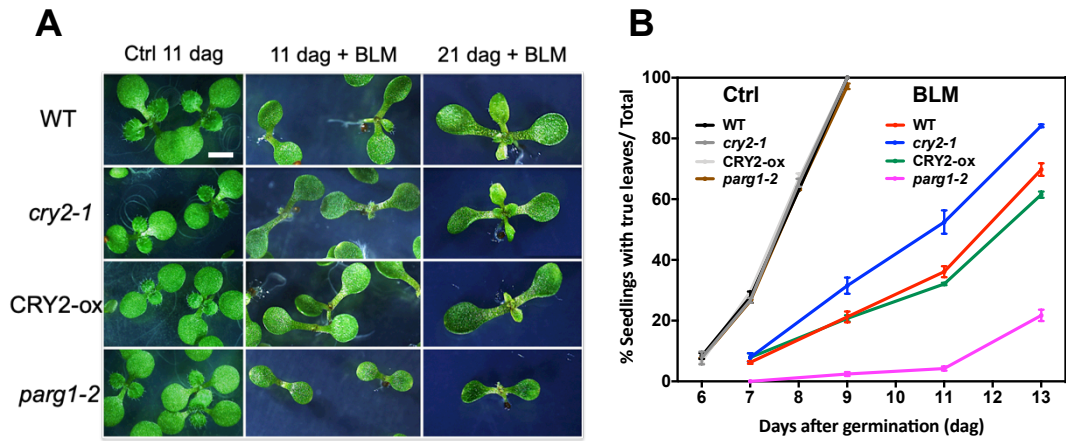 A
Ctrl 11 dag
11 dag + BLM
21 dag + BLM
WT
cry2-1
CRY2-ox
parg1-2
B
% Seedlings with true leaves/ Total
100
80
60
40
20
0
Ctrl
WT
cry2-1
CRY2-ox
parg1-2
BLM
WT
cry2-1
CRY2-ox
parg1-2
6 7 8 9 10 11 12 13
Days after germination (dag)